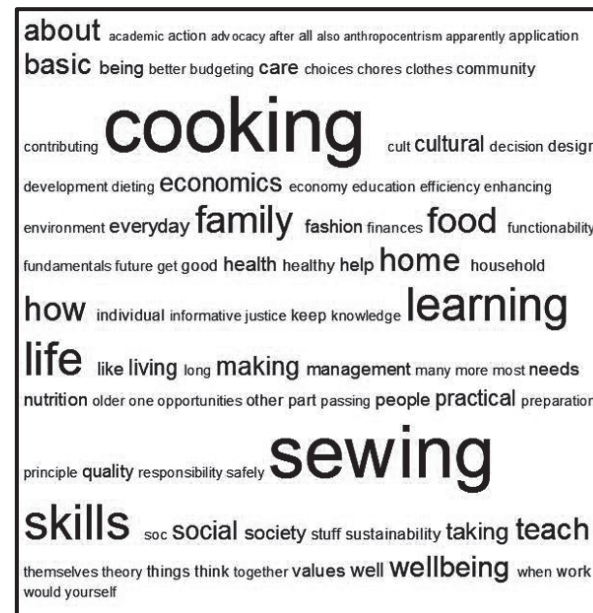 about academic action advocacy after all also anthropocentrism apparently application
basic being better budgeting care choices chores clothes community
contributing cooking cult cultural decision design
development dieting economics economy education efficiency enhancing
environment everyday family fashion finances food functionability
fundamentals future get good health healthy help home household
how individual informative justice keep knowledge learning
life like living long making management many more most needs
nutrition older one opportunities other part passing people practical preparation
principle quality responsibility safely sewing
skills soc social society stuff sustainability taking teach
themselves theory things think together values well wellbeing when work
would yourself